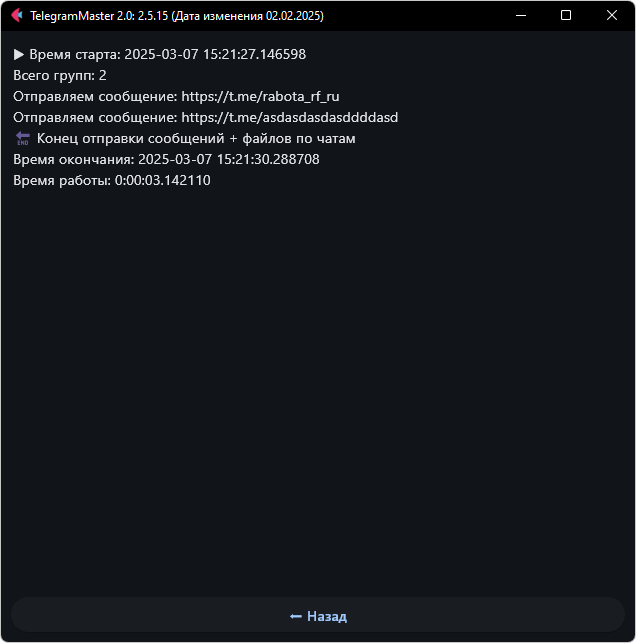 TelegramMaster 2.0: 2.5.15 (Дата изменения 02.02.2025)
▶ Время старта: 2025-03-07 15:21:27.146598
Всего групп: 2
Отправляем сообщение: https://t.me/rabota_rf_ru
Отправляем сообщение: https://t.me/asdasdasdasddddasd
🔚 Конец отправки сообщений + файлов по чатам
Время окончания: 2025-03-07 15:21:30.288708
Время работы: 0:00:03.142110
⬅ Назад